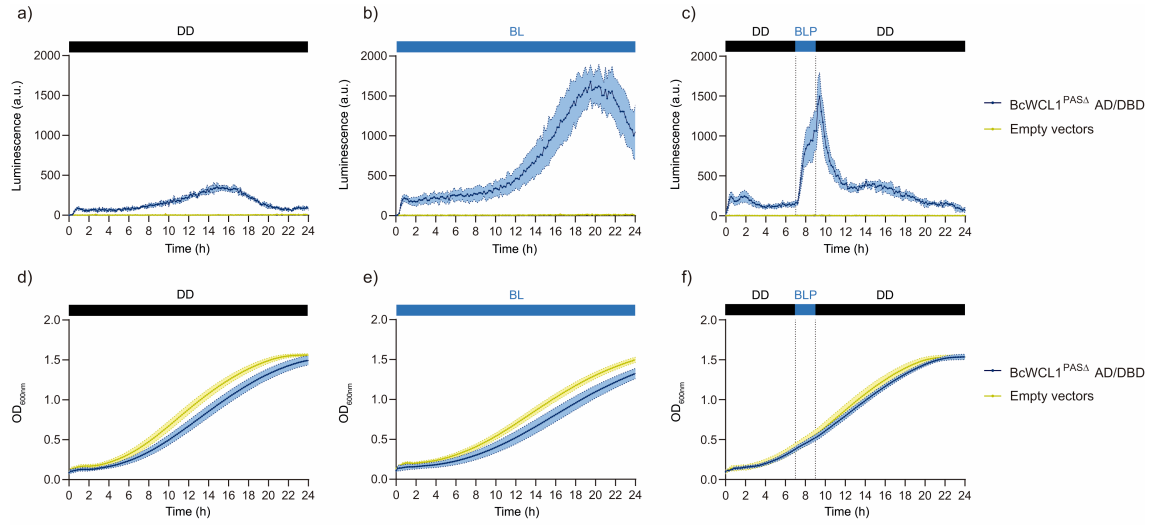 a)
DD
Luminescence (a.u.)
2000
1500
1000
500
0
0 2 4 6 8 10 12 14 16 18 20 22 24
Time (h)
b)
BL
Luminescence (a.u.)
2000
1500
1000
500
0
0 2 4 6 8 10 12 14 16 18 20 22 24
Time (h)
c)
DD BLP DD
Luminescence (a.u.)
2000
1500
1000
500
0
0 2 4 6 8 10 12 14 16 18 20 22 24
Time (h)
BcWCL1PASΔ AD/DBD
Empty vectors
d)
DD
OD600nm
2.0
1.5
1.0
0.5
0.0
0 2 4 6 8 10 12 14 16 18 20 22 24
Time (h)
e)
BL
OD600nm
2.0
1.5
1.0
0.5
0.0
0 2 4 6 8 10 12 14 16 18 20 22 24
Time (h)
f)
DD BLP DD
OD600nm
2.0
1.5
1.0
0.5
0.0
0 2 4 6 8 10 12 14 16 18 20 22 24
Time (h)
BcWCL1PASΔ AD/DBD
Empty vectors